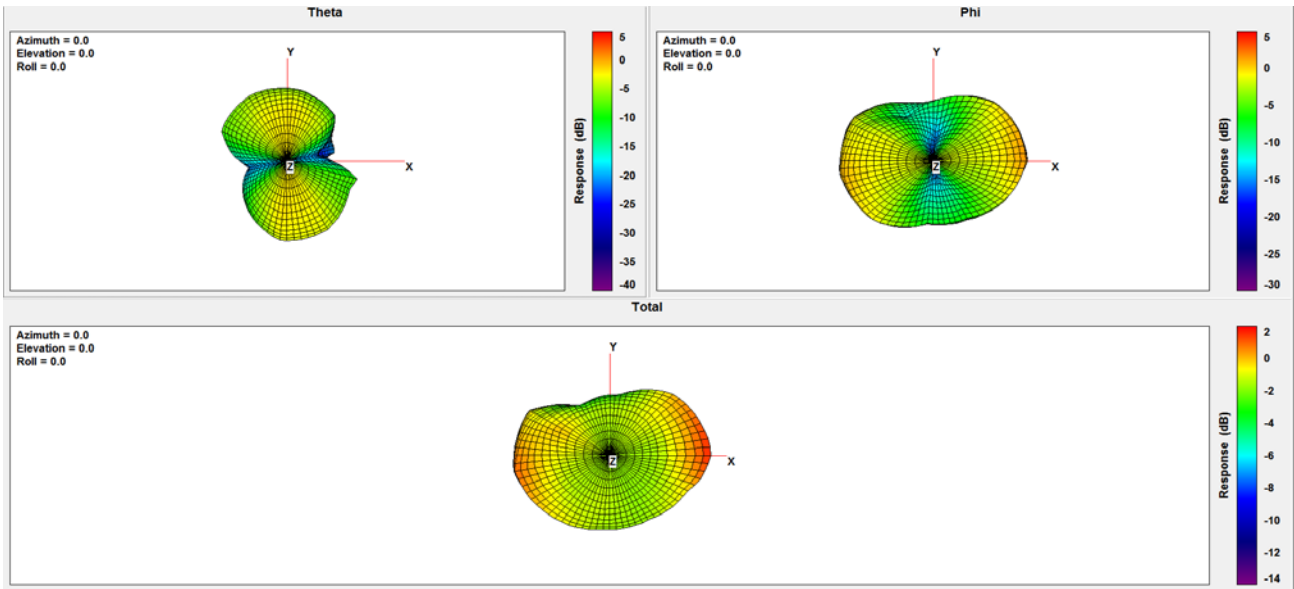 Theta
Azimuth = 0.0
Elevation = 0.0
Roll = 0.0
Y
X
Z
5
0
-5
-10
-15
-20
-25
-30
-35
-40
Response (dB)
Phi
Azimuth = 0.0
Elevation = 0.0
Roll = 0.0
Y
X
Z
5
0
-5
-10
-15
-20
-25
-30
Response (dB)
Total
Azimuth = 0.0
Elevation = 0.0
Roll = 0.0
Y
X
Z
2
0
-2
-4
-6
-8
-10
-12
-14
Response (dB)